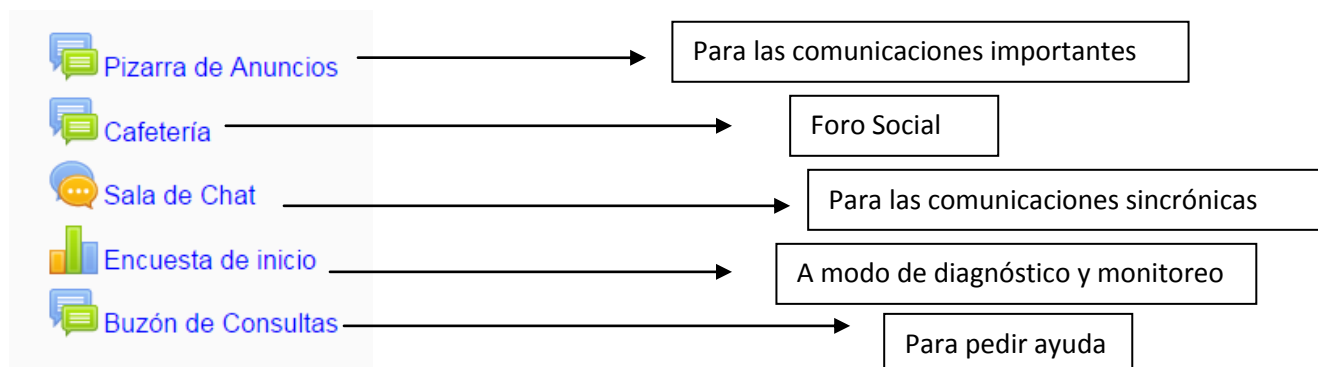 Pizarra de Anuncios
Para las comunicaciones importantes
Cafetería
Foro Social
Sala de Chat
Para las comunicaciones sincrónicas
Encuesta de inicio
A modo de diagnóstico y monitoreo
Buzón de Consultas
Para pedir ayuda